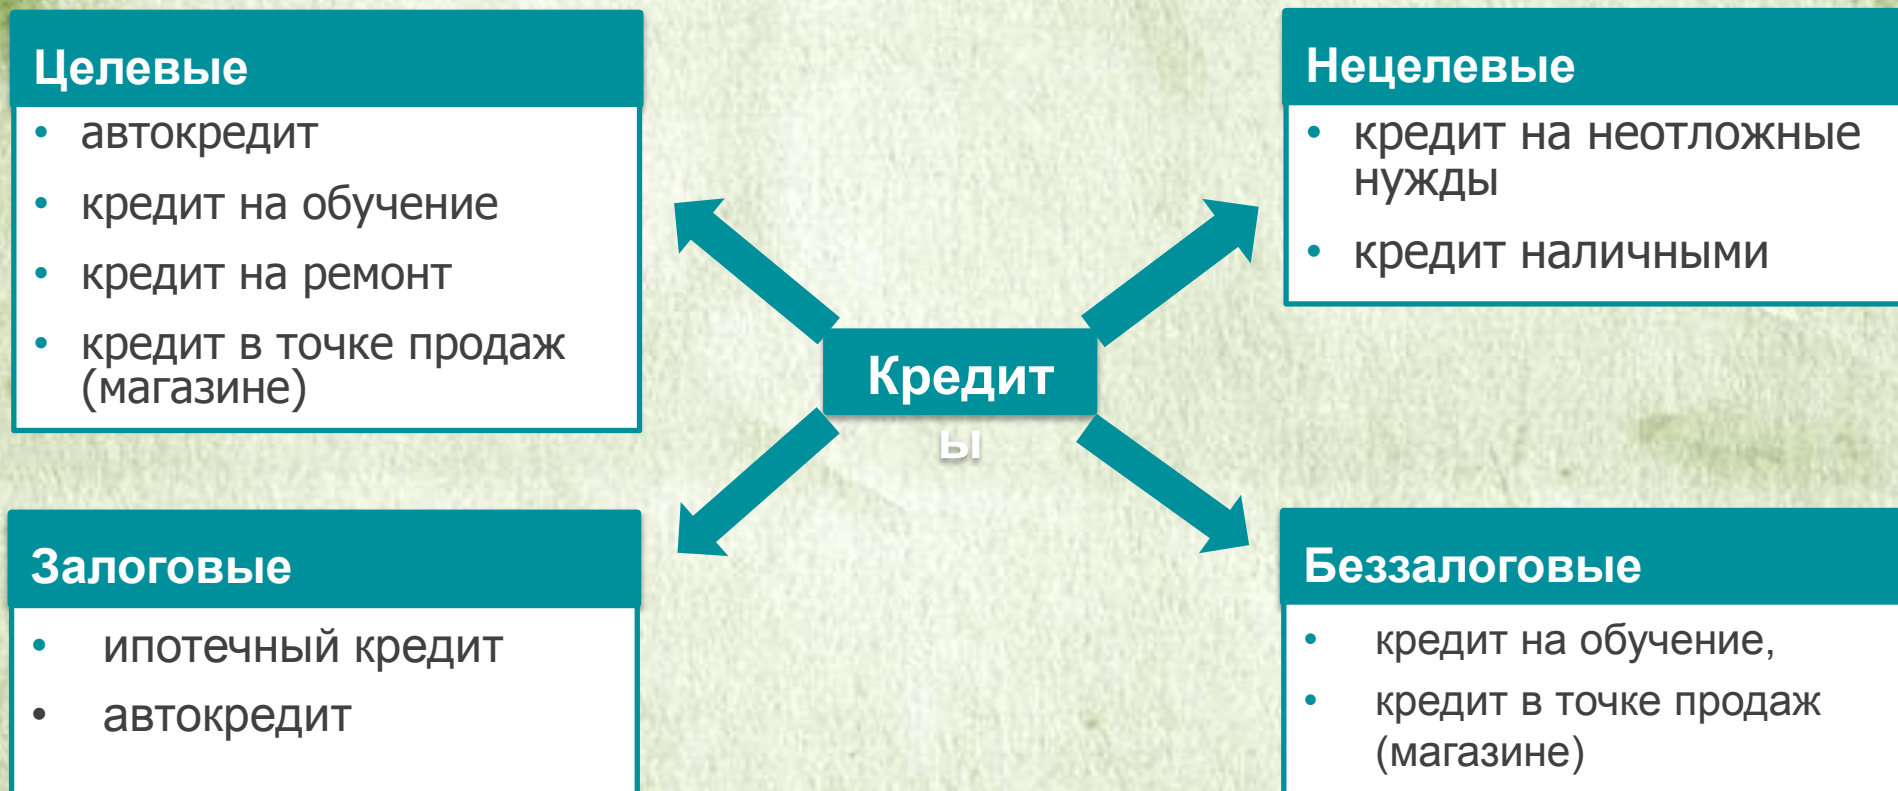 Целевые
• автокредит
• кредит на обучение
• кредит на ремонт
• кредит в точке продаж
(магазине)
Нецелевые
• кредит на неотложные
нужды
• кредит наличными
Кредит
ы
Залоговые
• ипотечный кредит
• автокредит
Беззалоговые
• кредит на обучение,
• кредит в точке продаж
(магазине)